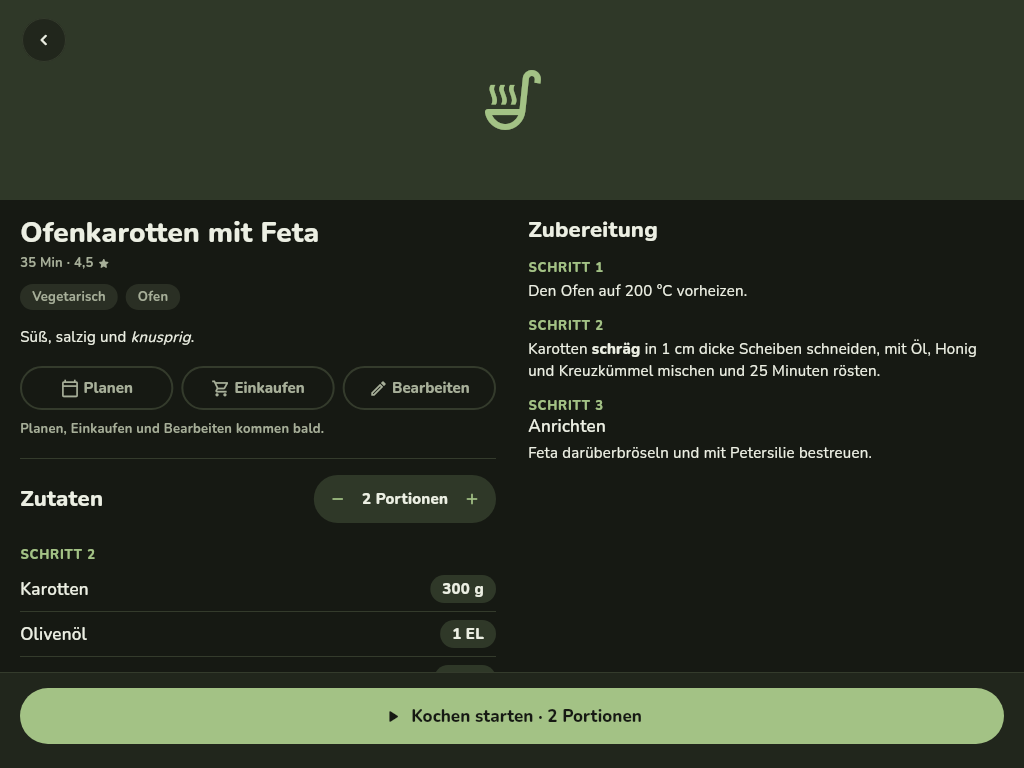 Ofenkarotten mit Feta
35 Min · 4,5 ★
Vegetarisch
Ofen
Süß, salzig und knusprig.
Planen
Einkaufen
Bearbeiten
Planen, Einkaufen und Bearbeiten kommen bald.
Zutaten
− 2 Portionen +
SCHRITT 2
Karotten 300 g
Olivenöl 1 EL
Zubereitung
SCHRITT 1
Den Ofen auf 200 °C vorheizen.
SCHRITT 2
Karotten schräg in 1 cm dicke Scheiben schneiden, mit Öl, Honig
und Kreuzkümmel mischen und 25 Minuten rösten.
SCHRITT 3
Anrichten
Feta darüberbröseln und mit Petersilie bestreuen.
Kochen starten · 2 Portionen